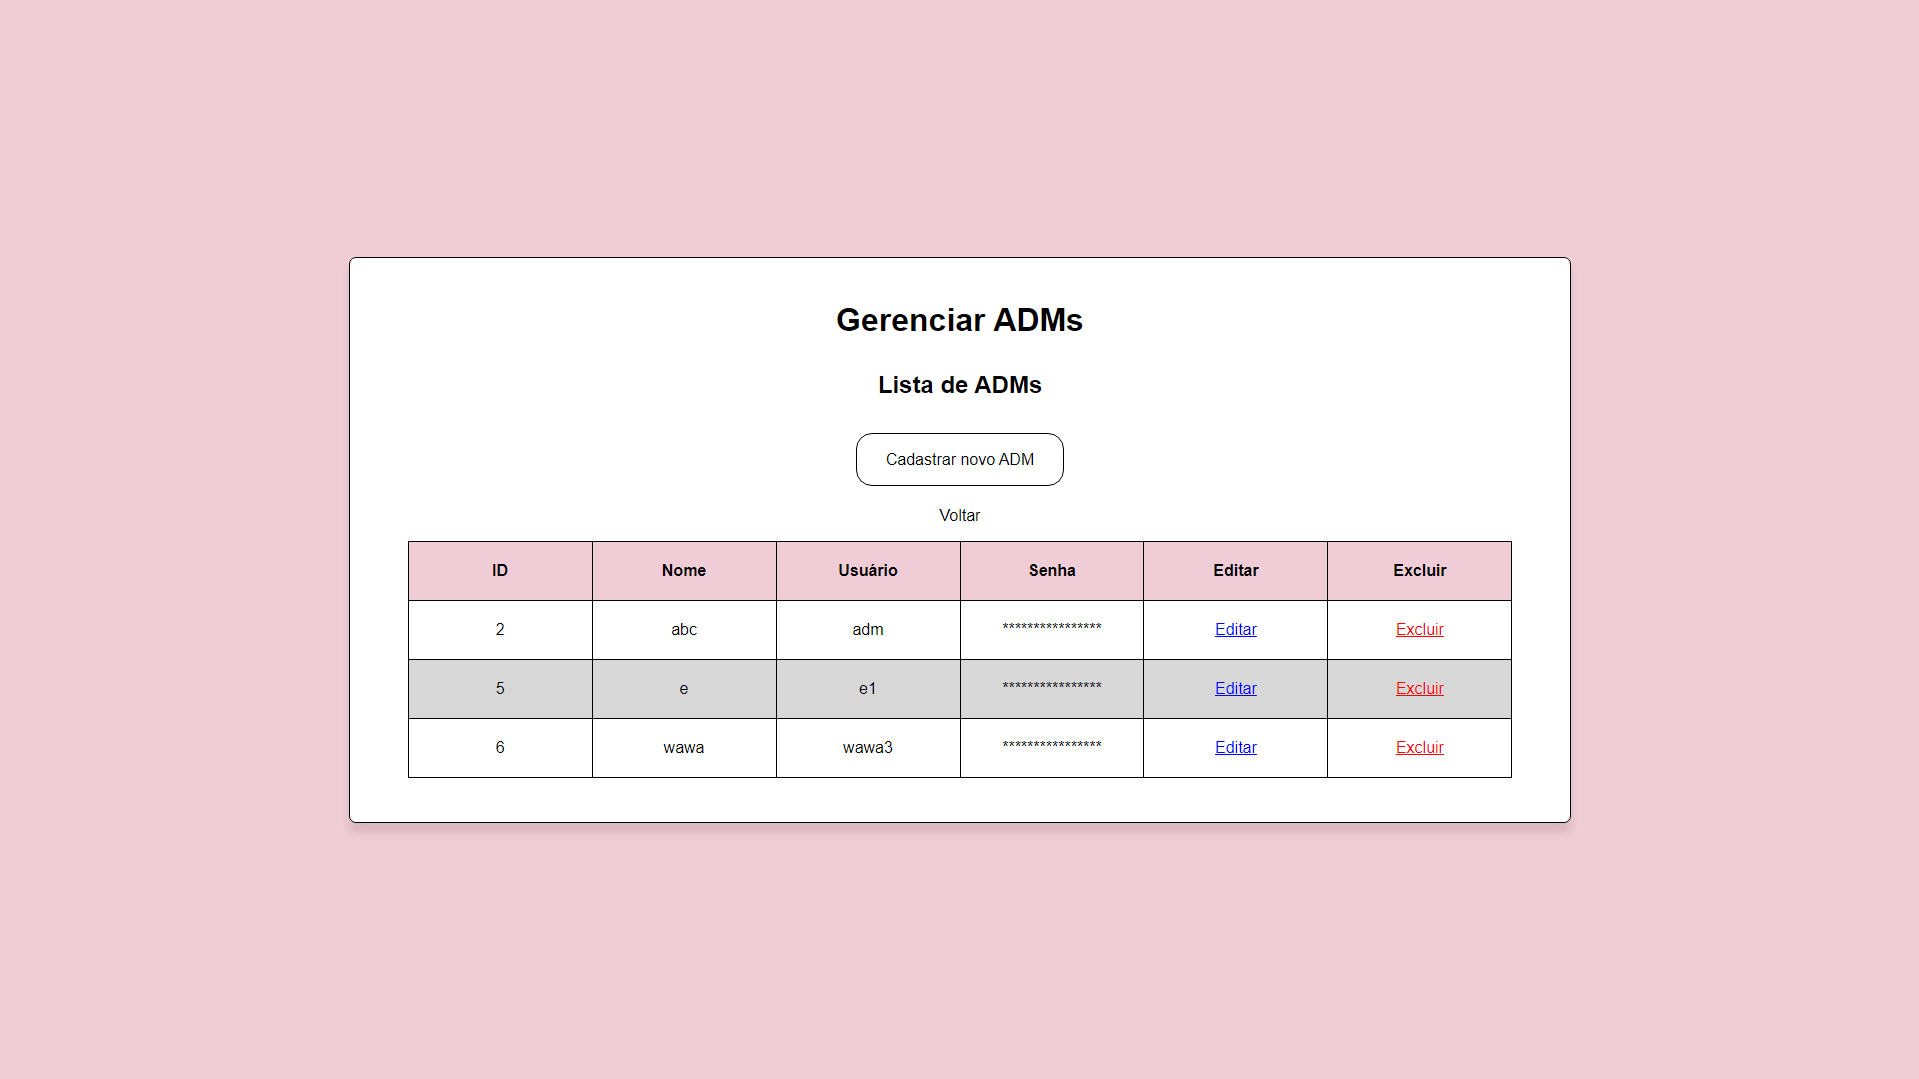 Gerenciar ADMs
Lista de ADMs
Cadastrar novo ADM
Voltar
ID Nome Usuário Senha Editar Excluir
2 abc adm **************** Editar Excluir
5 e e1 **************** Editar Excluir
6 wawa wawa3 **************** Editar Excluir